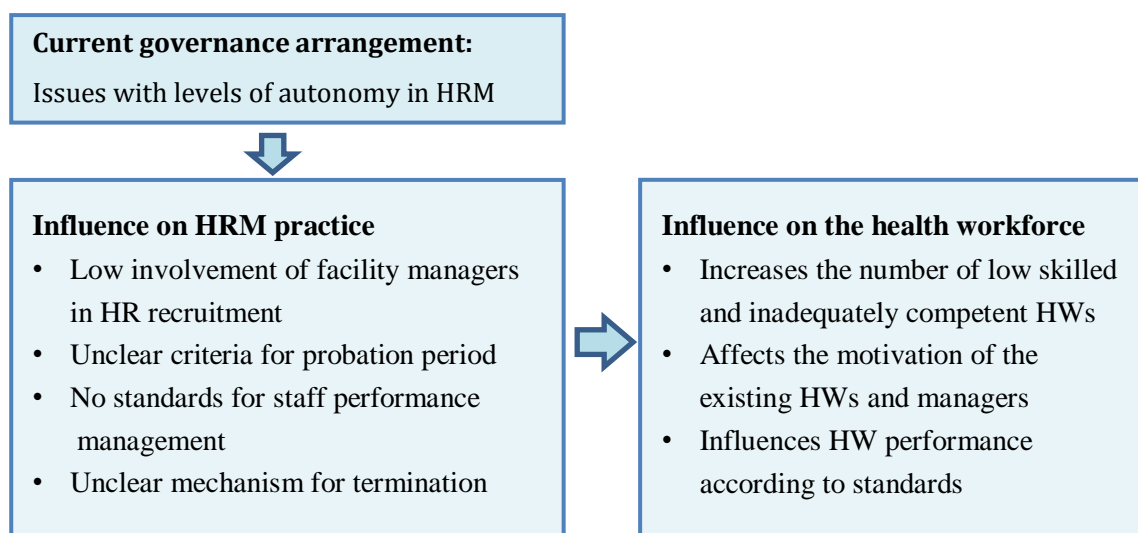 Current governance arrangement:
Issues with levels of autonomy in HRM
Influence on HRM practice
• Low involvement of facility managers
in HR recruitment
• Unclear criteria for probation period
• No standards for staff performance
management
• Unclear mechanism for termination
Influence on the health workforce
• Increases the number of low skilled
and inadequately competent HWs
• Affects the motivation of the
existing HWs and managers
• Influences HW performance
according to standards